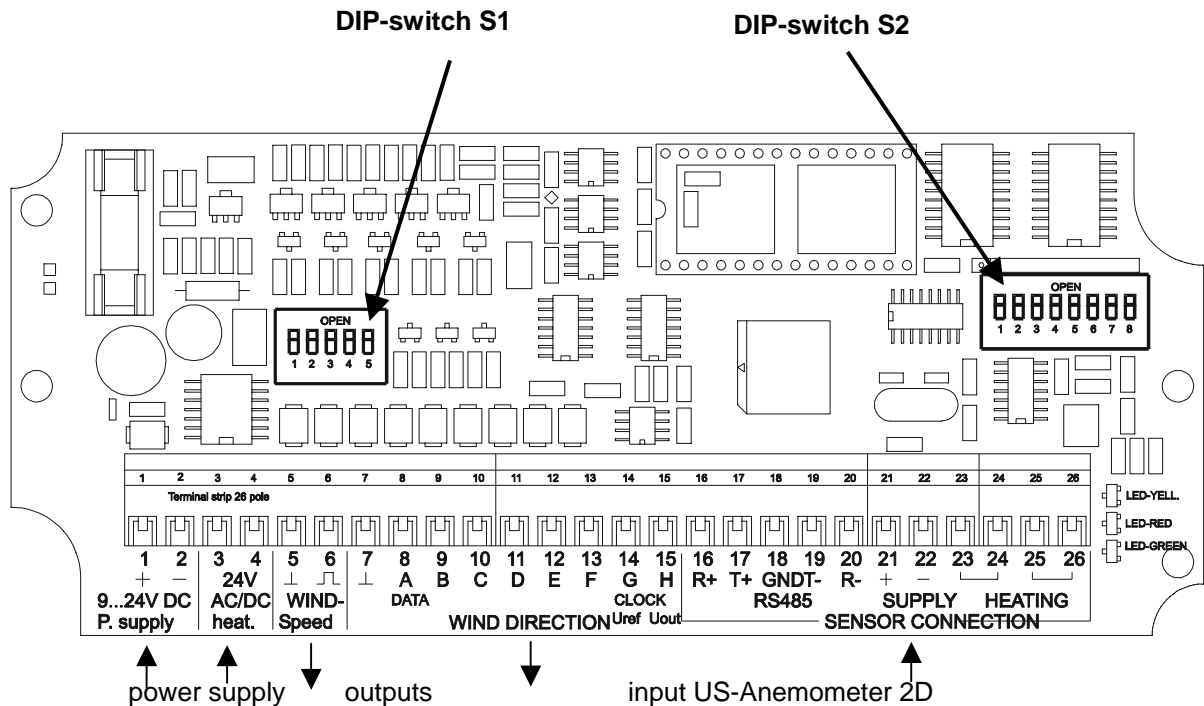 DIP-switch S1 DIP-switch S2
OPEN
1 2 3 4 5 6 7 8
OPEN
1 2 3 4 5
1 2 3 4 5 6 7 8 9 10 11 12 13 14 15 16 17 18 19 20 21 22 23 24 25 26
Terminal strip 26 pole
LED-YELL.
LED-RED
LED-GREEN
1 2 3 4 5 6 7 8 9 10 11 12 13 14 15 16 17 18 19 20 21 22 23 24 25 26
+ − 24V ⊥ ⊥ A B C D E F G H R+ T+ GND T- R- + −
9...24V DC AC/DC WIND- DATA CLOCK RS485 SUPPLY HEATING
P. supply heat. Speed WIND DIRECTION Uref Uout SENSOR CONNECTION
power supply outputs input US-Anemometer 2D